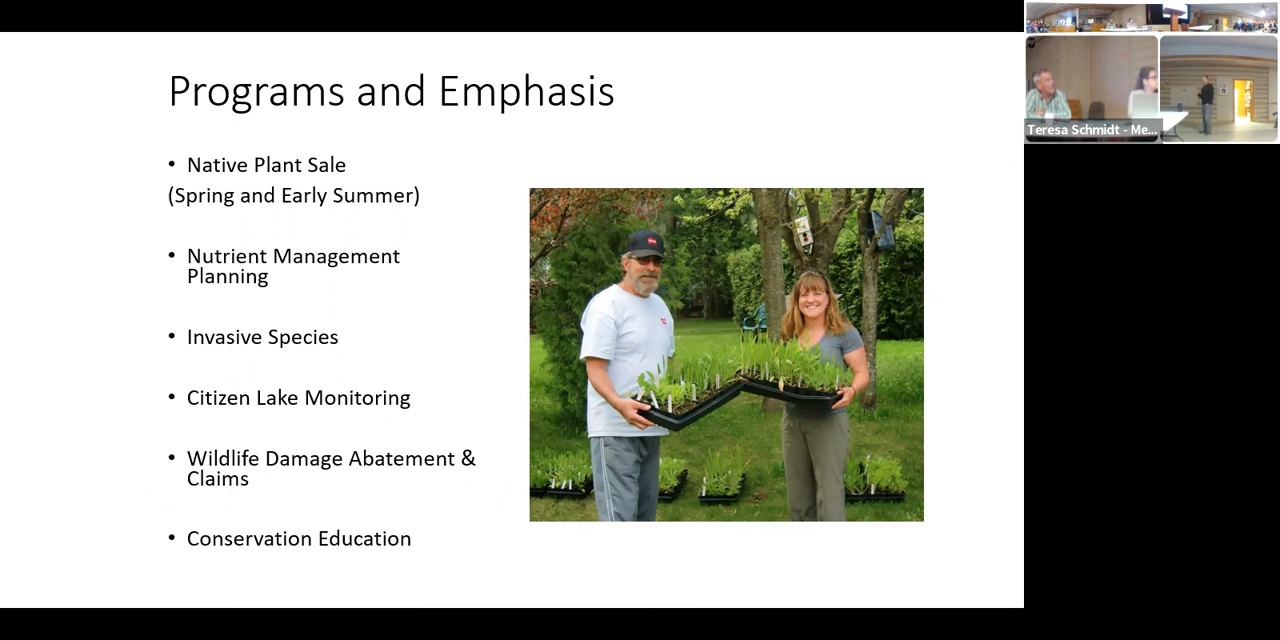 Programs and Emphasis
• Native Plant Sale
(Spring and Early Summer)
• Nutrient Management
Planning
• Invasive Species
• Citizen Lake Monitoring
• Wildlife Damage Abatement &
Claims
• Conservation Education
Teresa Schmidt - Me...